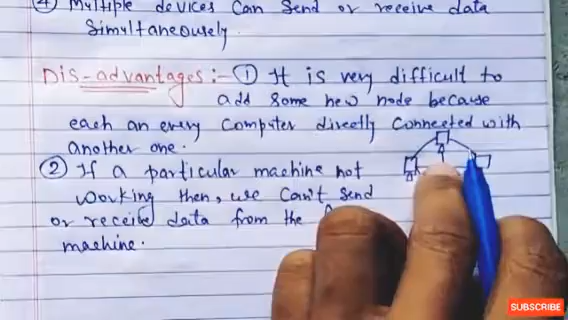 ④ Multiple devices can send or receive data
Simultaneously.
Dis-advantages :- ① It is very difficult to
add some new node because
each an every computer directly connected with
another one.
② If a particular machine not
working then, we can't send
or receive data from the
machine.
SUBSCRIBE